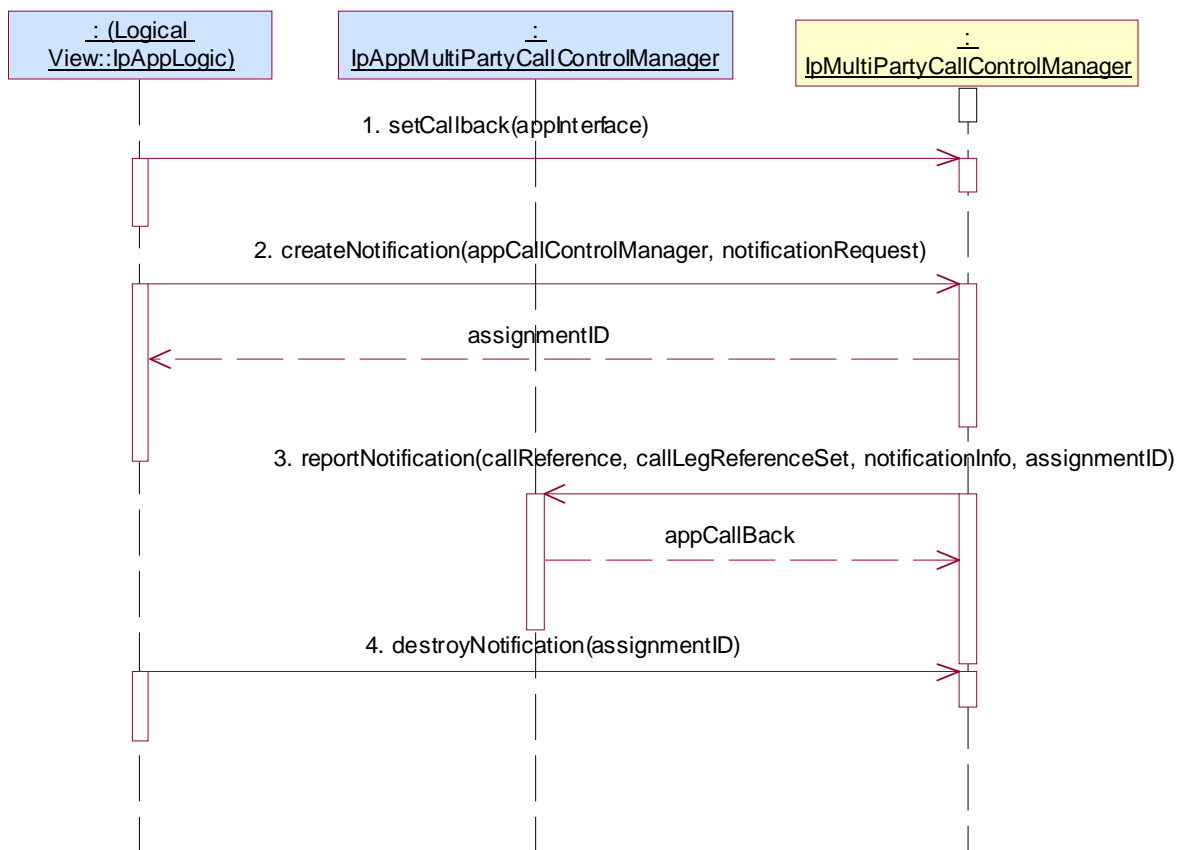 : (Logical
View::IpAppLogic)
:
IpAppMultiPartyCallControlManager
:
IpMultiPartyCallControlManager
1. setCallback(appInterface)
2. createNotification(appCallControlManager, notificationRequest)
assignmentID
3. reportNotification(callReference, callLegReferenceSet, notificationInfo, assignmentID)
appCallBack
4. destroyNotification(assignmentID)